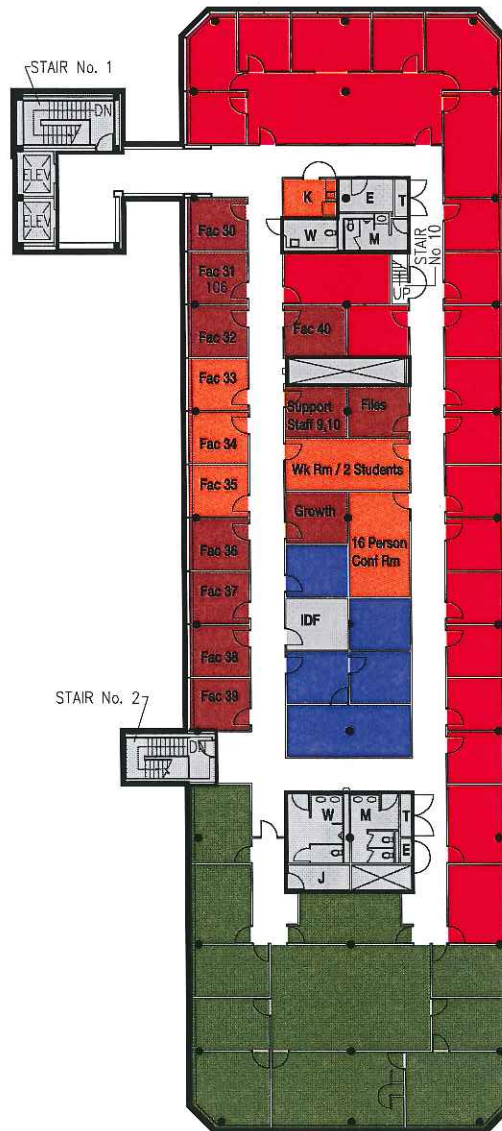 STAIR No. 1
DN
ELEV
ELEV
K
E
T
W
M
STAIR
No 10
UP
Fac 30
Fac 31
106
Fac 32
Fac 40
Fac 33
Support
Staff 9,10
Files
Fac 34
Wk Rm / 2 Students
Fac 35
Growth
16 Person
Conf Rm
Fac 36
Fac 37
IDF
Fac 38
Fac 39
STAIR No. 2
DN
W
M
T
E
J